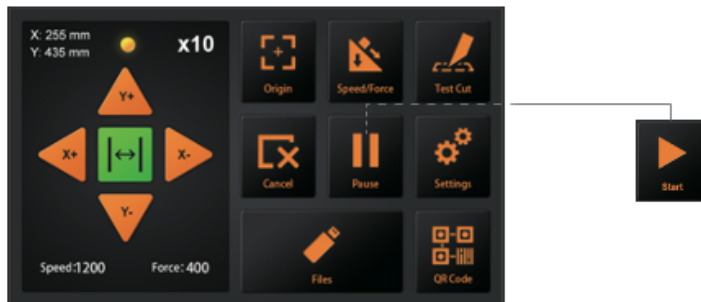 X: 255 mm
Y: 435 mm
x10
Y+
X+
X-
Y-
Speed:1200
Force: 400
Origin
Speed/Force
Test Cut
Cancel
Pause
Settings
Files
QR Code
Start